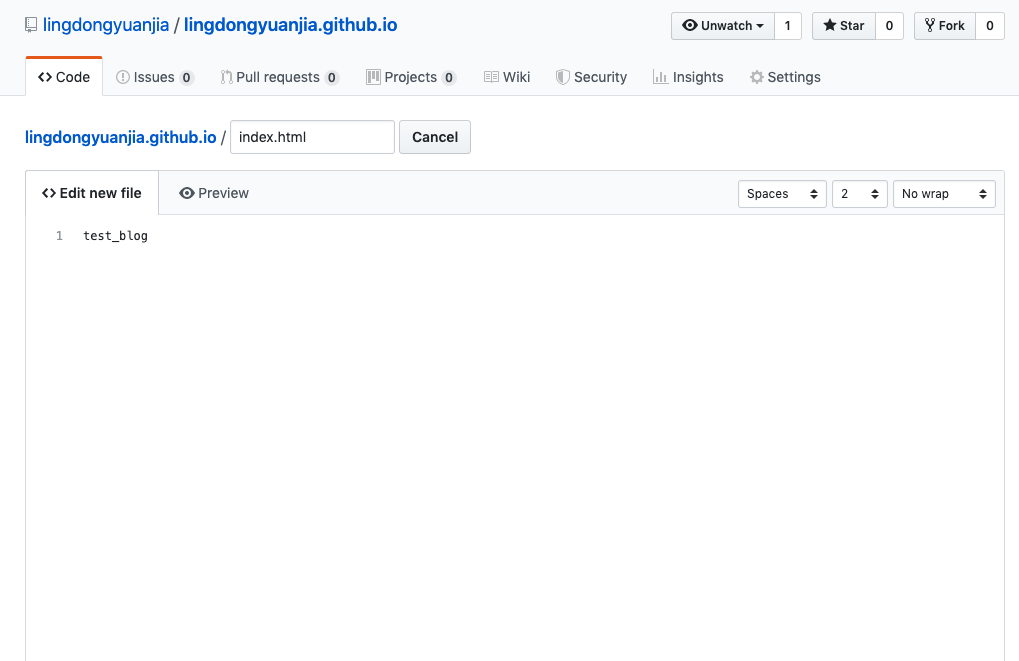 lingdongyuanjia / lingdongyuanjia.github.io Unwatch 1 Star 0 Fork 0
Code Issues 0 Pull requests 0 Projects 0 Wiki Security Insights Settings
lingdongyuanjia.github.io / index.html Cancel
<> Edit new file Preview Spaces 2 No wrap
1 test_blog